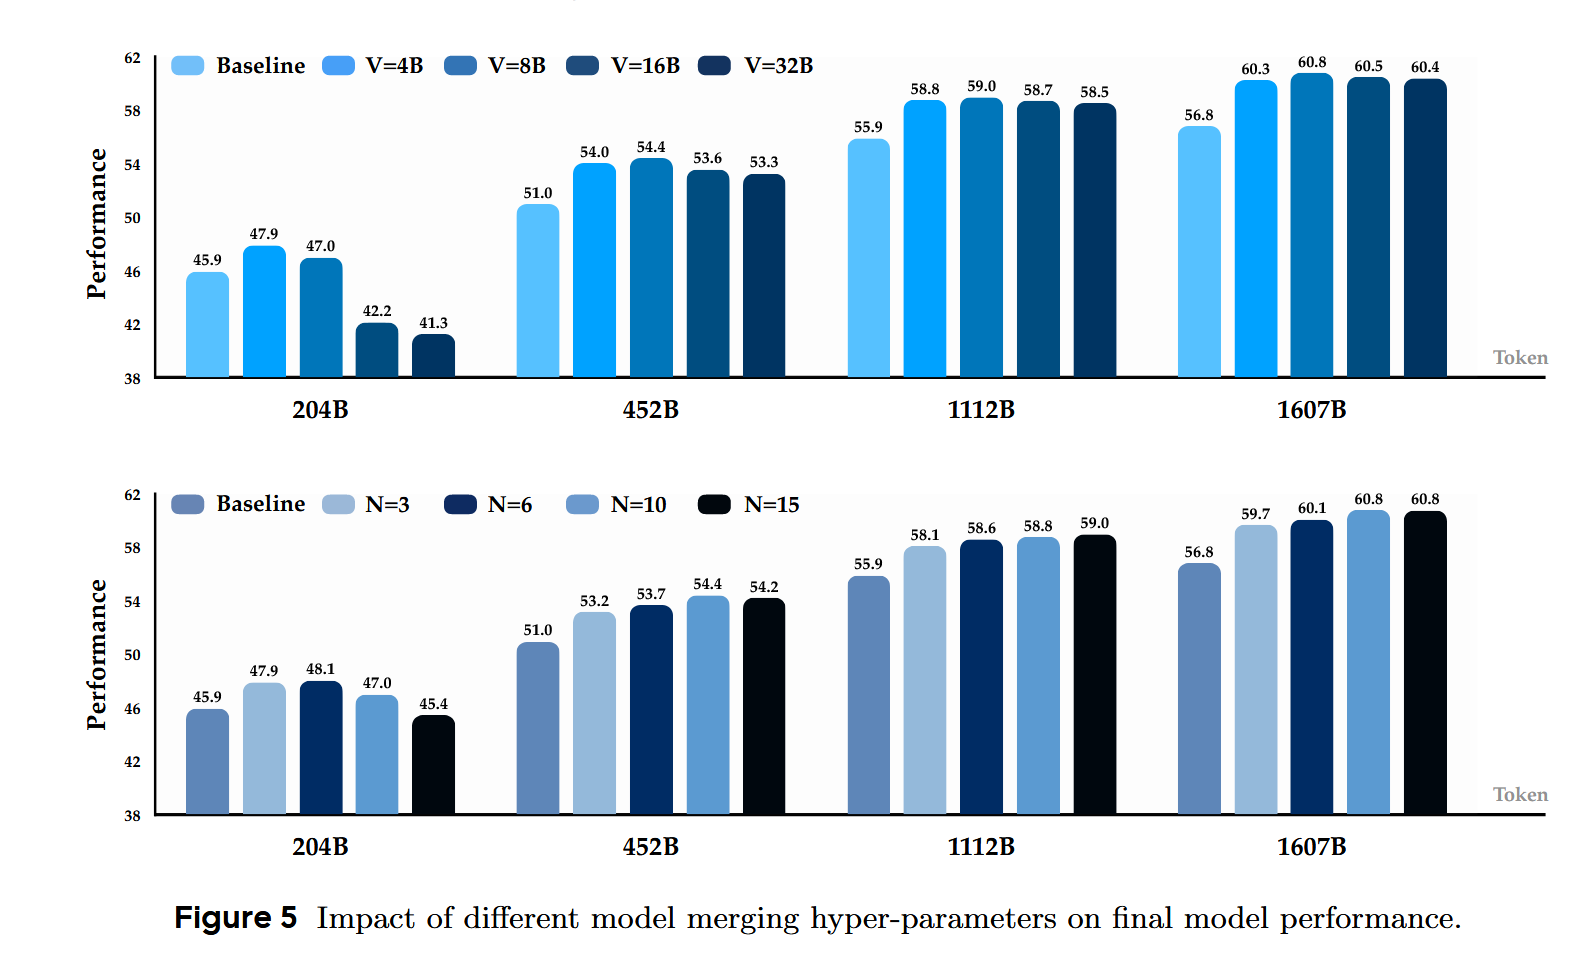 62 Baseline V=4B V=8B V=16B V=32B
60.3 60.8 60.5 60.4
58.8 59.0 58.7 58.5
58
55.9 56.8
54.0 54.4 53.6 53.3
54
51.0
50
47.9 47.0
45.9
46
42.2 41.3
42
38
Performance
Token
204B 452B 1112B 1607B
62 Baseline N=3 N=6 N=10 N=15
59.7 60.1 60.8 60.8
58.1 58.6 58.8 59.0
58
55.9 56.8
53.2 53.7 54.4 54.2
54
51.0
50
47.9 48.1 47.0
45.9 45.4
46
42
38
Performance
Token
204B 452B 1112B 1607B
Figure 5 Impact of different model merging hyper-parameters on final model performance.